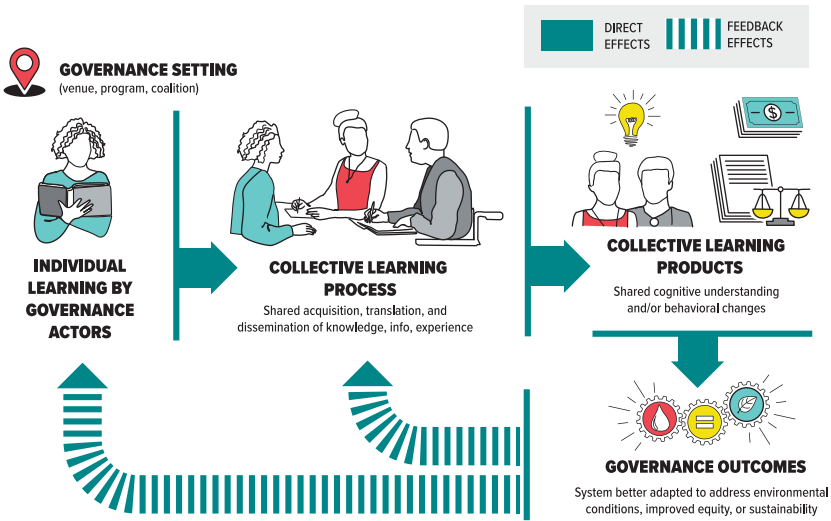 DIRECT
EFFECTS
FEEDBACK
EFFECTS
GOVERNANCE SETTING
(venue, program, coalition)
$
INDIVIDUAL
LEARNING BY
GOVERNANCE
ACTORS
COLLECTIVE LEARNING
PROCESS
Shared acquisition, translation, and
dissemination of knowledge, info, experience
COLLECTIVE LEARNING
PRODUCTS
Shared cognitive understanding
and/or behavioral changes
=
GOVERNANCE OUTCOMES
System better adapted to address environmental
conditions, improved equity, or sustainability